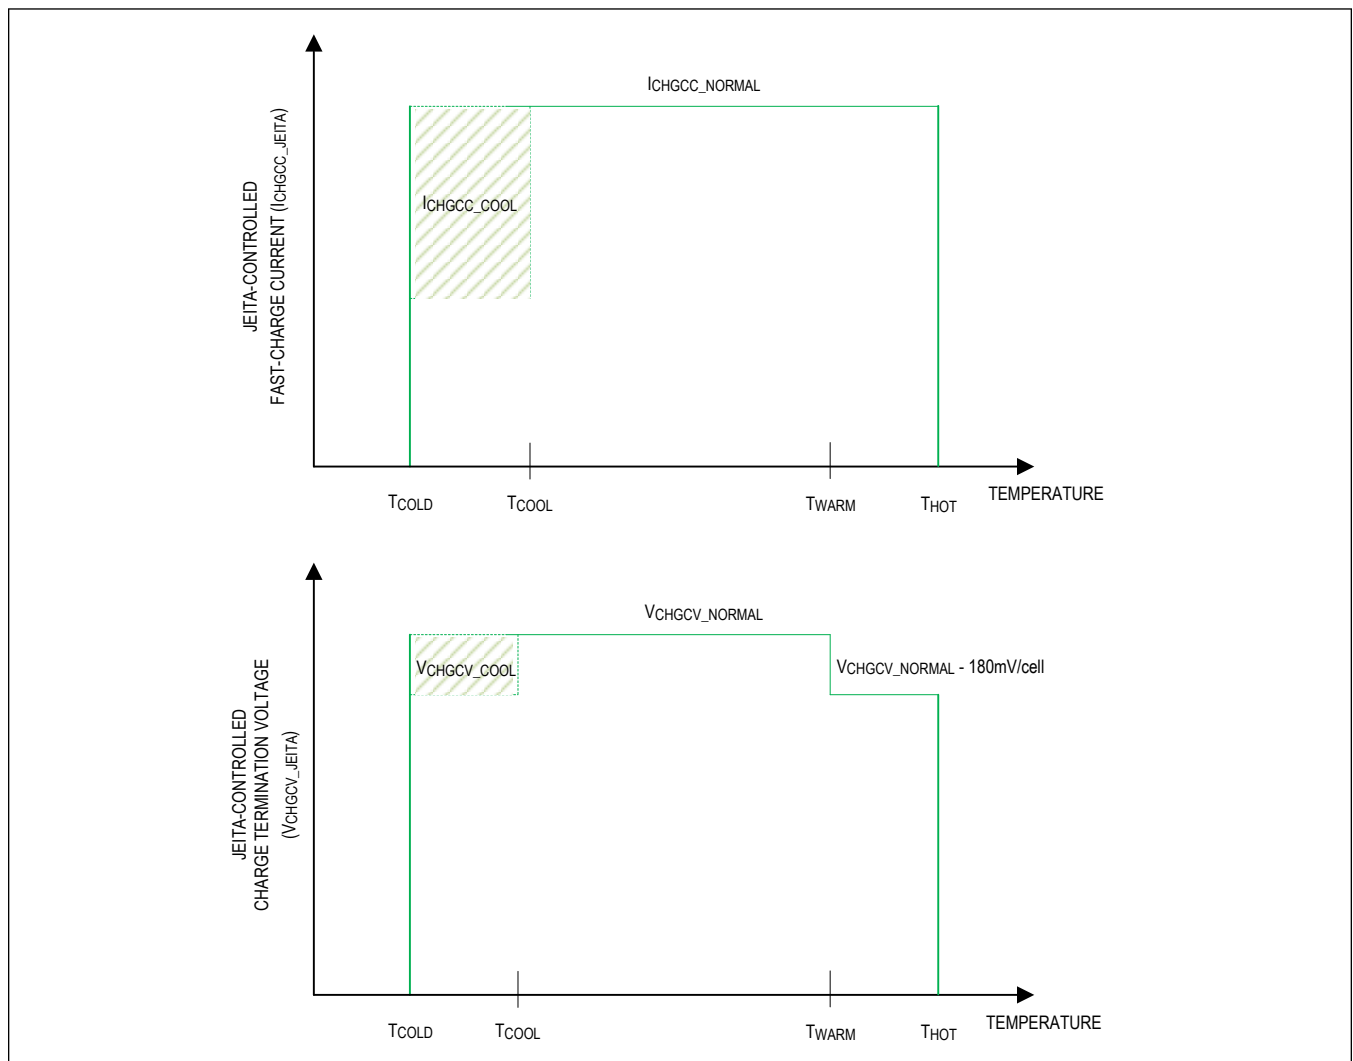 ICHGCC_NORMAL
JEITA-CONTROLLED
FAST-CHARGE CURRENT (ICHGCC_JEITA)
ICHGCC_COOL
TCOLD
TCOOL
TWARM
THOT
TEMPERATURE
VCHGCV_NORMAL
VCHGCV_COOL
VCHGCV_NORMAL - 180mV/cell
JEITA-CONTROLLED
CHARGE TERMINATION VOLTAGE
(VCHGCV_JEITA)
TCOLD
TCOOL
TWARM
THOT
TEMPERATURE